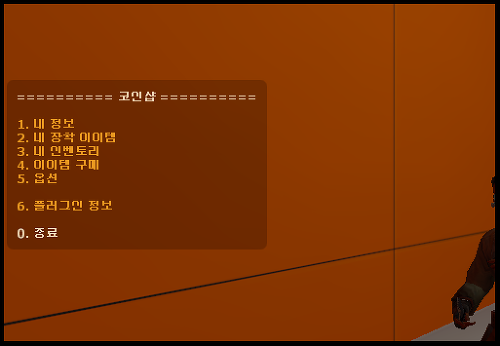 ========== 코인샵 ==========
1. 내 정보
2. 내 장착 아이템
3. 내 인벤토리
4. 아이템 구매
5. 옵션
6. 플러그인 정보
0. 종료